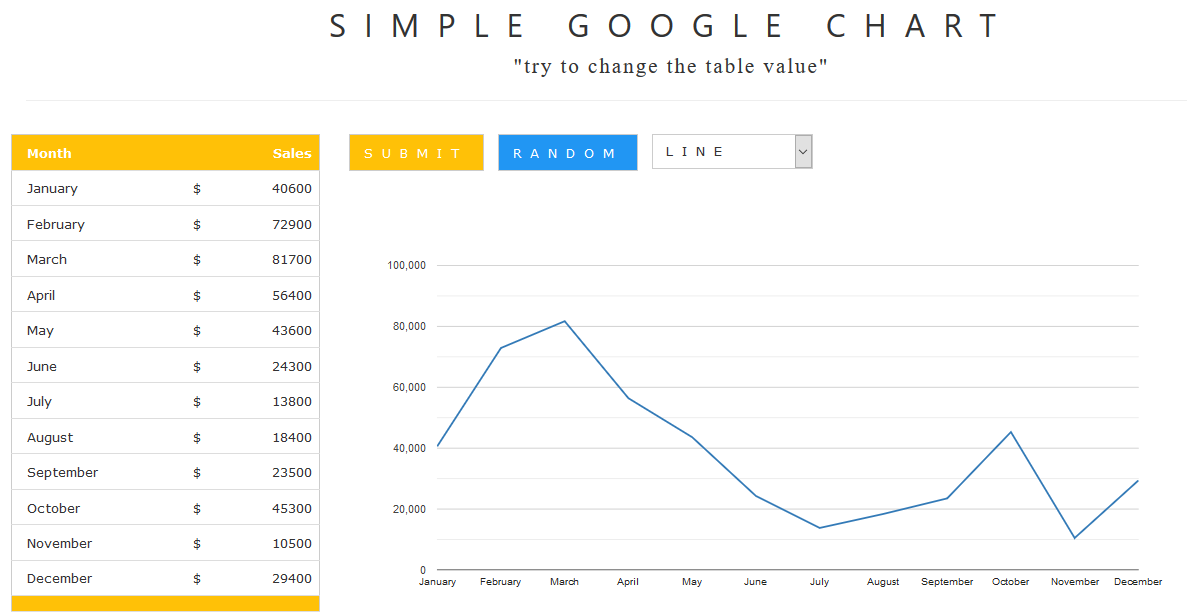 SIMPLE GOOGLE CHART
"try to change the table value"
Month Sales
January $ 40600
February $ 72900
March $ 81700
April $ 56400
May $ 43600
June $ 24300
July $ 13800
August $ 18400
September $ 23500
October $ 45300
November $ 10500
December $ 29400
SUBMIT RANDOM LINE
100,000
80,000
60,000
40,000
20,000
0
January February March April May June July August September October November December